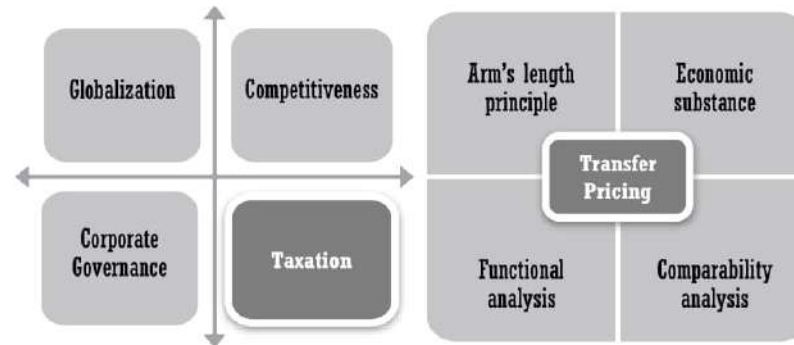 Globalization
Competitiveness
Corporate
Governance
Taxation
Arm's length
principle
Economic
substance
Transfer
Pricing
Functional
analysis
Comparability
analysis